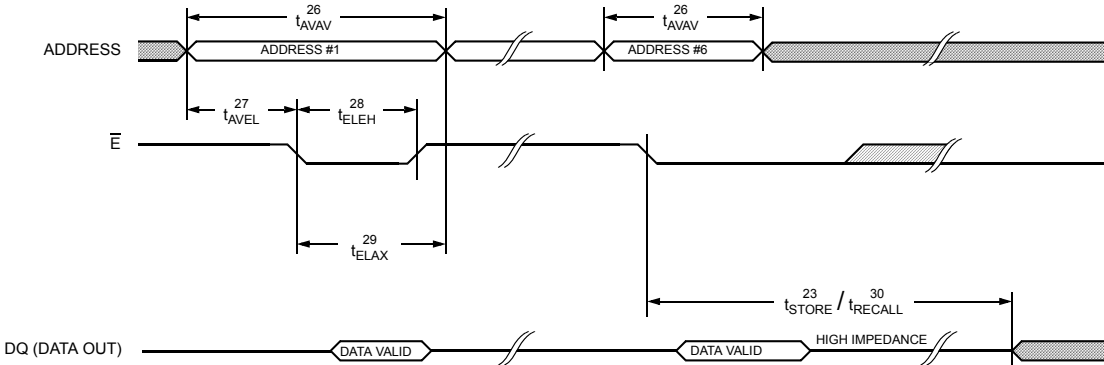 26 26
tAVAV tAVAV
ADDRESS ADDRESS #1 ADDRESS #6
27 28
tAVEL tELEH
E
29
tELAX
23 30
tSTORE / tRECALL
DQ (DATA OUT) DATA VALID DATA VALID HIGH IMPEDANCE